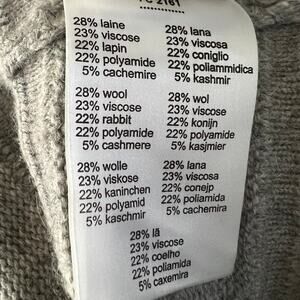 2161
28% laine
23% viscose
22% lapin
22% polyamide
5% cachemire
28% lana
23% viscosa
22% coniglio
22% poliammidica
5% kashmir
28% wool
23% viscose
22% rabbit
22% polyamide
5% cashmere
28% wol
23% viscose
22% konijn
22% polyamide
5% kasjmier
28% wolle
23% viskose
22% kaninchen
22% polyamid
5% kaschmir
28% lana
23% viscosa
22% conejp
22% poliamida
5% cachemira
28% lã
23% viscose
22% coelho
22% poliamida
5% caxemira